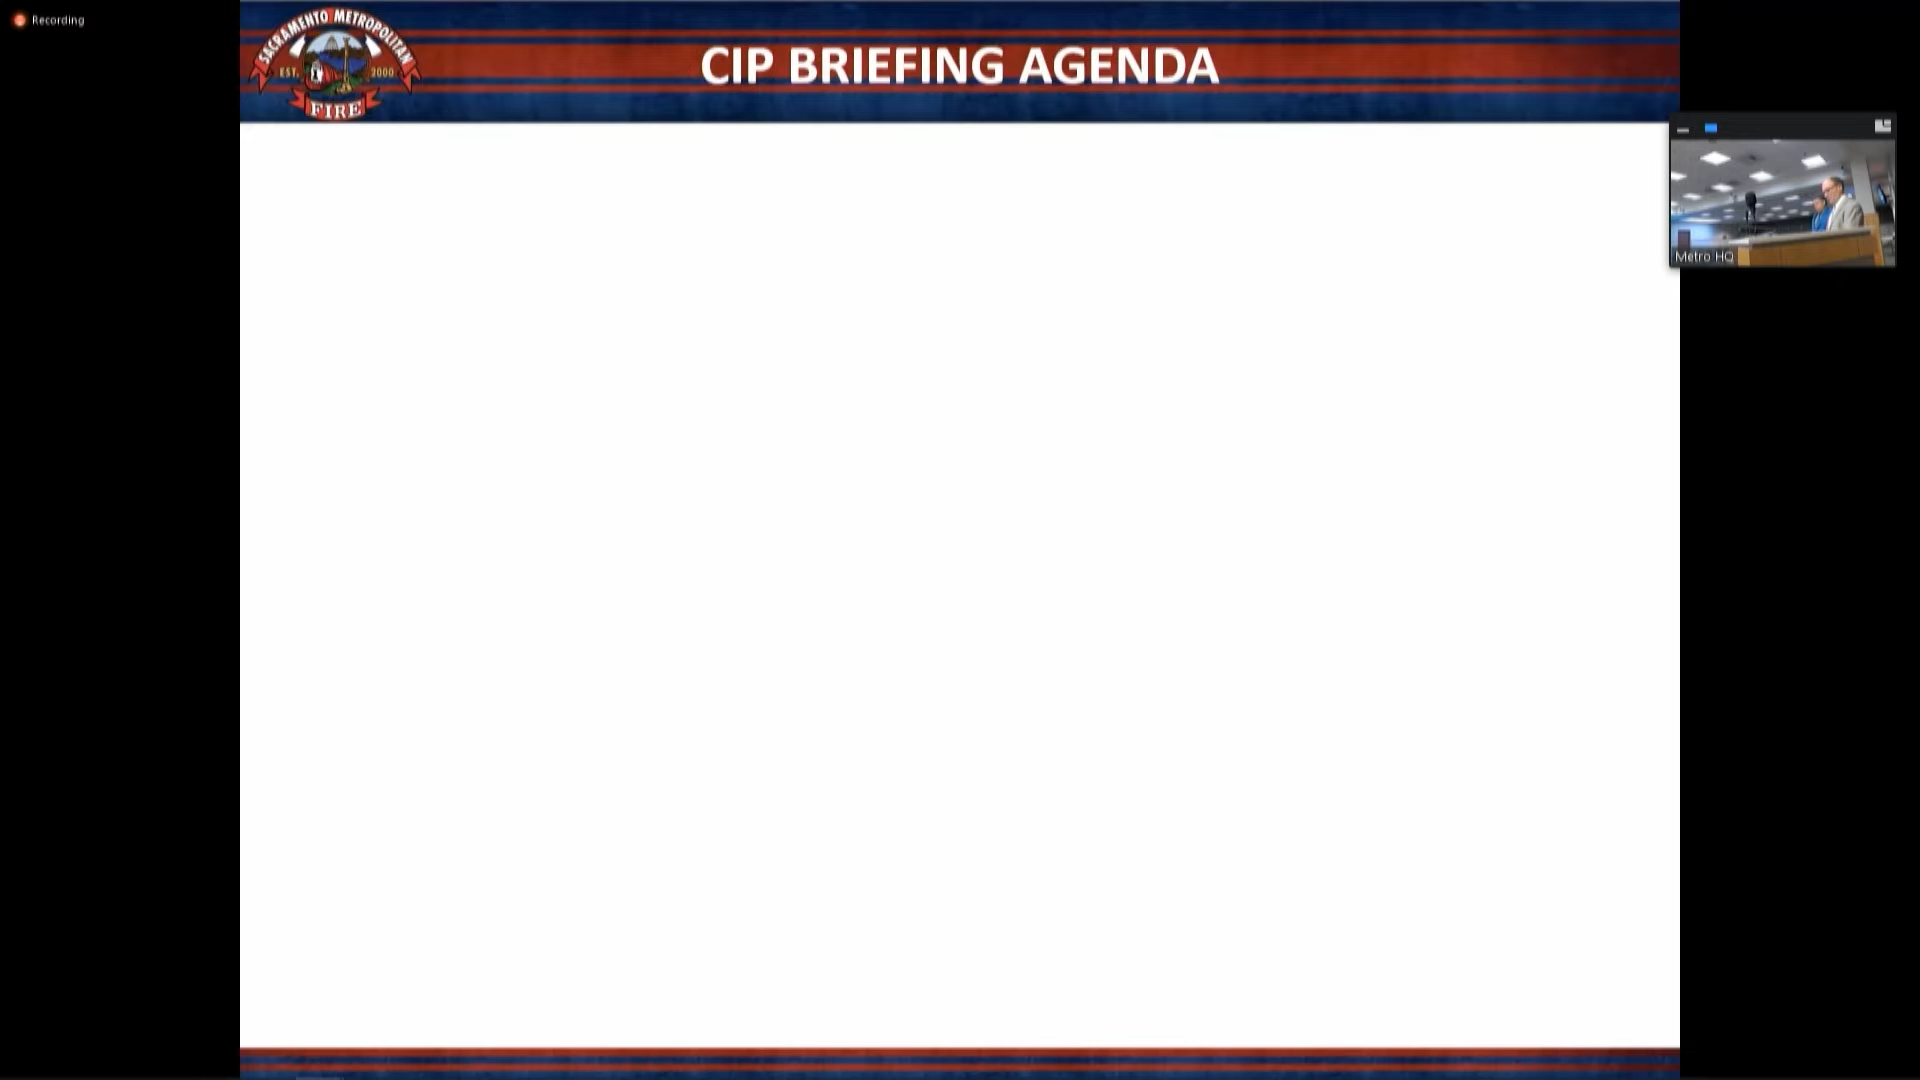 Recording
SACRAMENTO METROPOLITAN
EST. 2000
FIRE
CIP BRIEFING AGENDA
Metro HQ